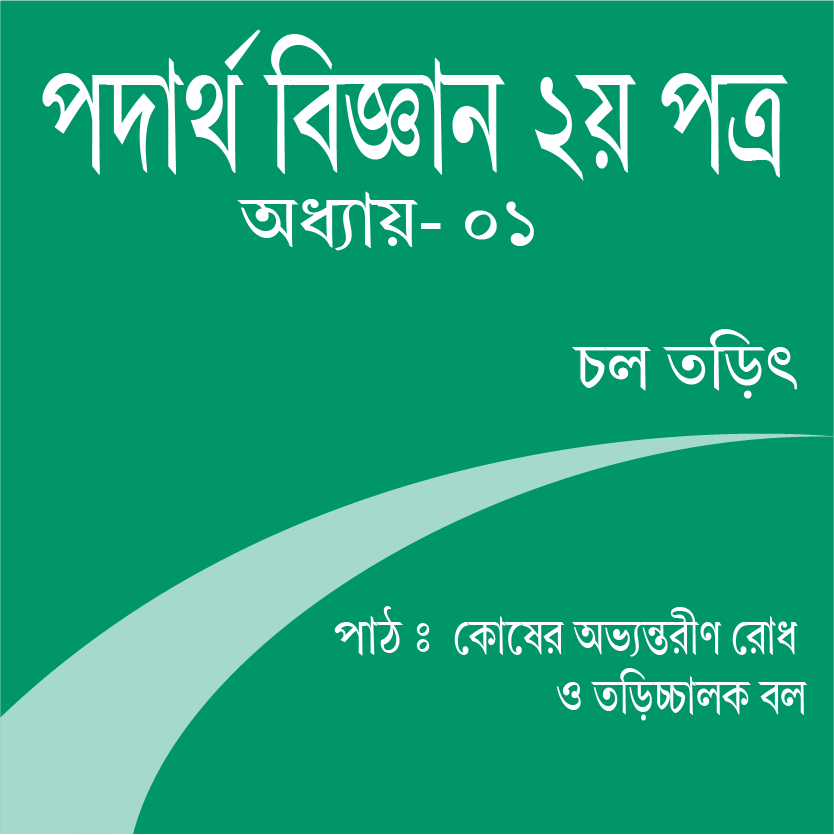 পদার্থ বিজ্ঞান ২য় পত্র
অধ্যায়- ০১
চল তড়িৎ
পাঠ ঃ কোষের অভ্যন্তরীণ রোধ
ও তড়িচ্চালক বল